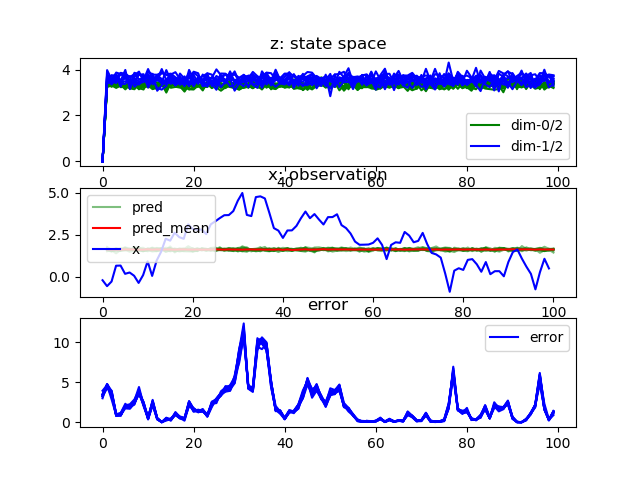 z: state space
4
2
0
dim-0/2
dim-1/2
0 20 40 60 80 100
x: observation
5.0
2.5
0.0
pred
pred_mean
x
0 20 40 60 80 100
error
10
5
0
error
0 20 40 60 80 100